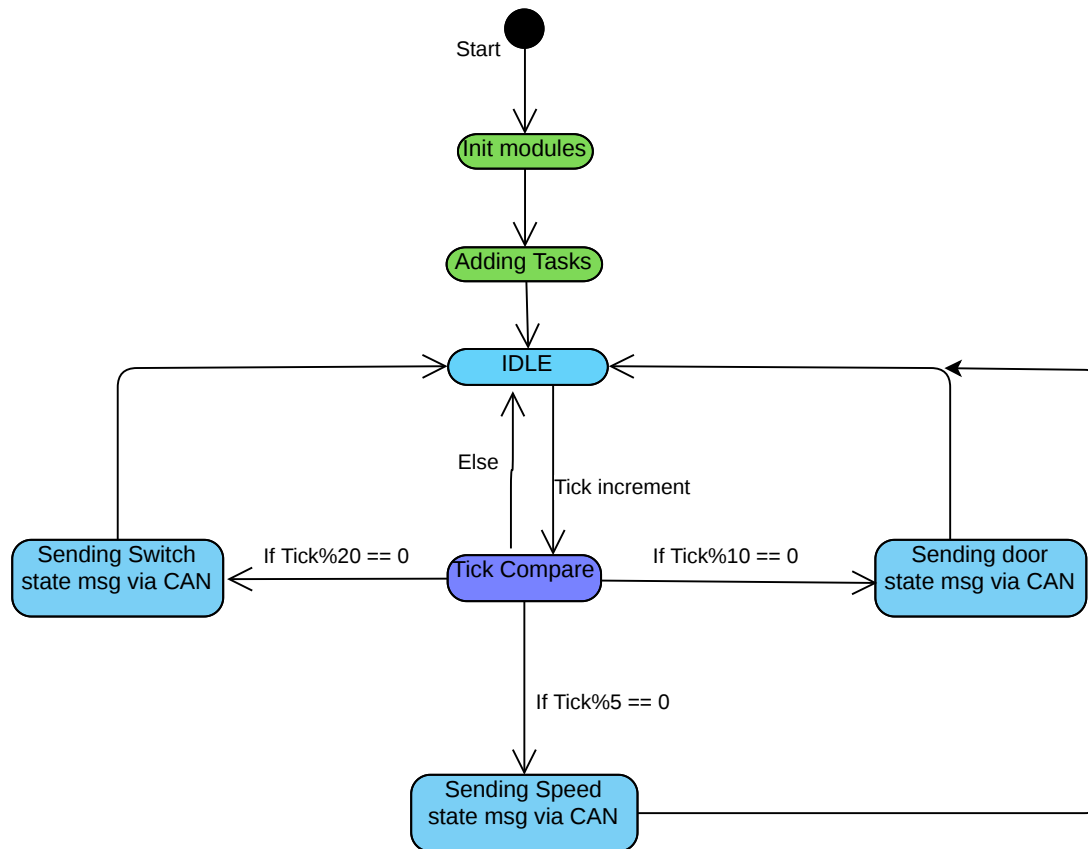 Start
Init modules
Adding Tasks
IDLE
Else
Tick increment
Sending Switch
state msg via CAN
If Tick%20 == 0
Tick Compare
If Tick%10 == 0
Sending door
state msg via CAN
If Tick%5 == 0
Sending Speed
state msg via CAN